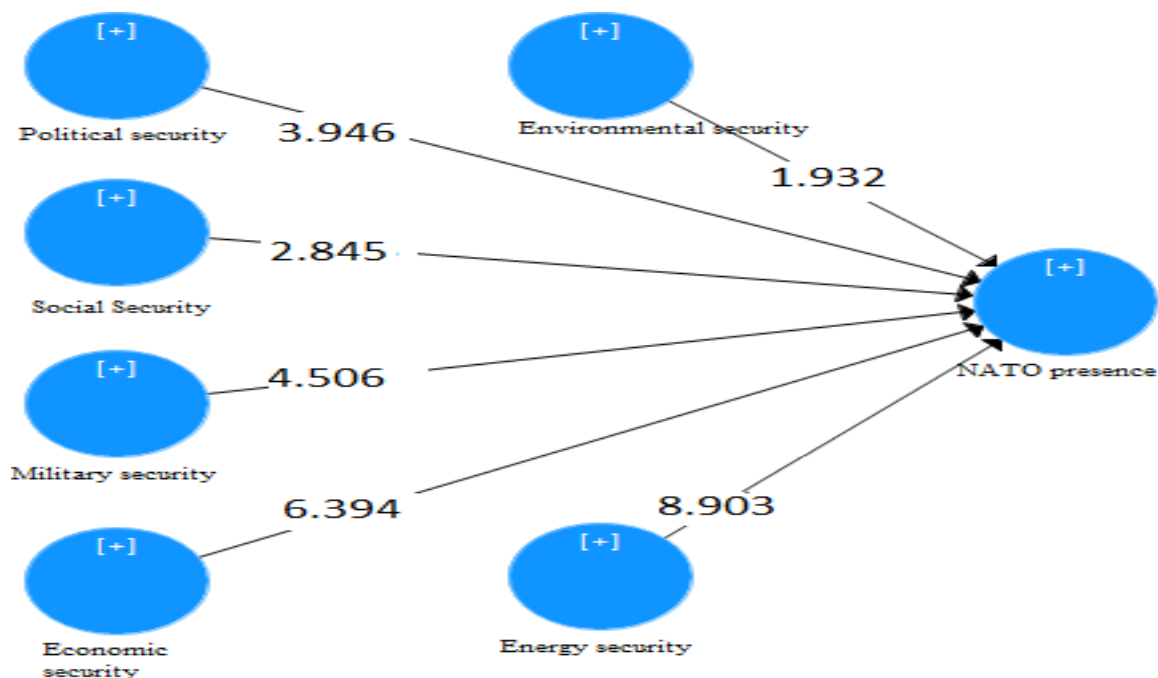 [+]
Political security
3.946
[+]
Environmental security
1.932
[+]
Social Security
2.845
[+]
NATO presence
[+]
Military security
4.506
[+]
Economic
security
6.394
[+]
Energy security
8.903